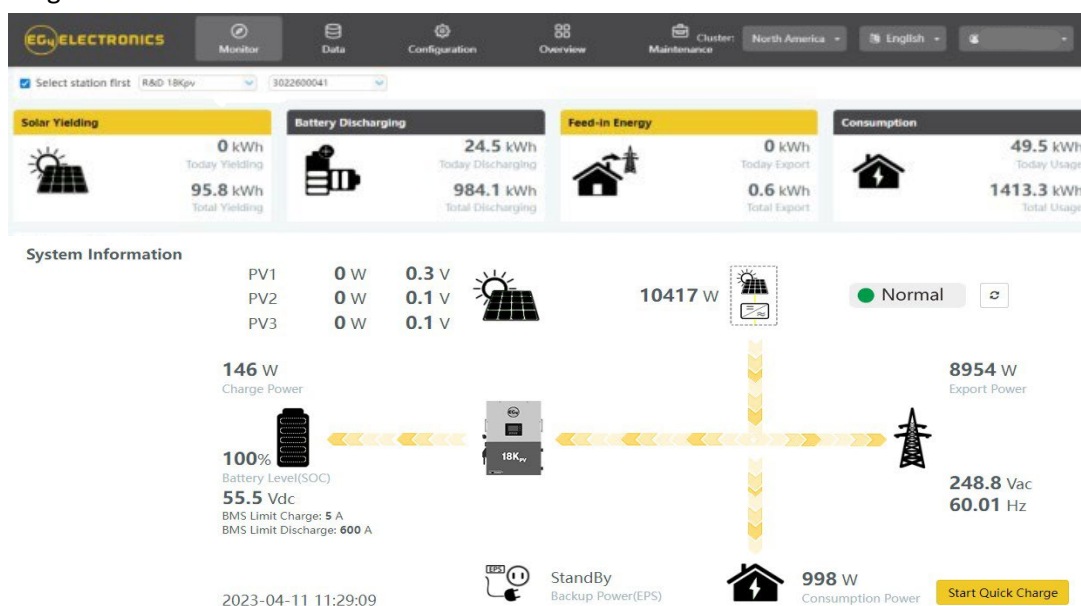 EG4 ELECTRONICS
Monitor
Data
Configuration
Overview
Maintenance
Cluster:
North America
English
Select station first
R&D 18Kpv
3022600041
Solar Yielding
0 kWh
Today Yielding
95.8 kWh
Total Yielding
Battery Discharging
24.5 kWh
Today Discharging
984.1 kWh
Total Discharging
Feed-in Energy
0 kWh
Today Export
0.6 kWh
Total Export
Consumption
49.5 kWh
Today Usage
1413.3 kWh
Total Usage
System Information
PV1 0 W 0.3 V
PV2 0 W 0.1 V
PV3 0 W 0.1 V
10417 W
Normal
146 W
Charge Power
8954 W
Export Power
EG4
18KPV
100%
Battery Level(SOC)
55.5 Vdc
BMS Limit Charge: 5 A
BMS Limit Discharge: 600 A
248.8 Vac
60.01 Hz
EPS
StandBy
Backup Power(EPS)
998 W
Consumption Power
Start Quick Charge
2023-04-11 11:29:09